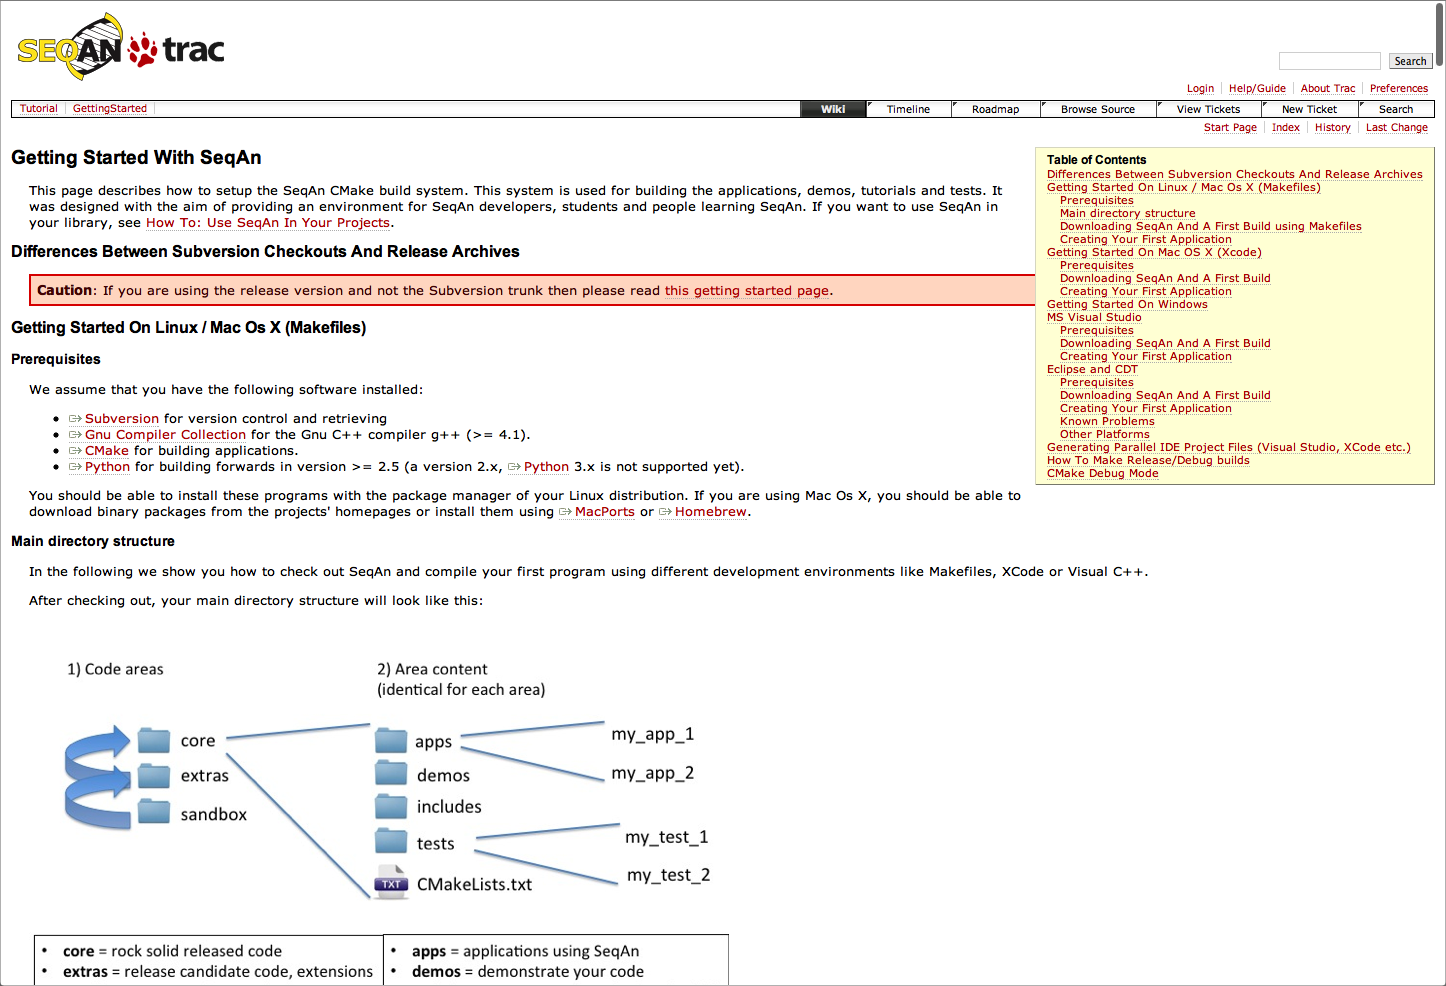 SEQAN trac
Search
Login Help/Guide About Trac Preferences
Tutorial GettingStarted Wiki Timeline Roadmap Browse Source View Tickets New Ticket Search
Start Page Index History Last Change
Getting Started With SeqAn
This page describes how to setup the SeqAn CMake build system. This system is used for building the applications, demos, tutorials and tests. It
was designed with the aim of providing an environment for SeqAn developers, students and people learning SeqAn. If you want to use SeqAn in
your library, see How To: Use SeqAn In Your Projects.
Differences Between Subversion Checkouts And Release Archives
Caution: If you are using the release version and not the Subversion trunk then please read this getting started page.
Getting Started On Linux / Mac Os X (Makefiles)
Prerequisites
We assume that you have the following software installed:
• Subversion for version control and retrieving
• Gnu Compiler Collection for the Gnu C++ compiler g++ (>= 4.1).
• CMake for building applications.
• Python for building forwards in version >= 2.5 (a version 2.x, Python 3.x is not supported yet).
You should be able to install these programs with the package manager of your Linux distribution. If you are using Mac Os X, you should be able to
download binary packages from the projects' homepages or install them using MacPorts or Homebrew.
Table of Contents
Differences Between Subversion Checkouts And Release Archives
Getting Started On Linux / Mac Os X (Makefiles)
Prerequisites
Main directory structure
Downloading SeqAn And A First Build using Makefiles
Creating Your First Application
Getting Started On Mac OS X (Xcode)
Prerequisites
Downloading SeqAn And A First Build
Creating Your First Application
Getting Started On Windows
MS Visual Studio
Prerequisites
Downloading SeqAn And A First Build
Creating Your First Application
Eclipse and CDT
Prerequisites
Downloading SeqAn And A First Build
Creating Your First Application
Known Problems
Other Platforms
Generating Parallel IDE Project Files (Visual Studio, XCode etc.)
How To Make Release/Debug builds
CMake Debug Mode
Main directory structure
In the following we show you how to check out SeqAn and compile your first program using different development environments like Makefiles, XCode or Visual C++.
After checking out, your main directory structure will look like this:
1) Code areas
core
extras
sandbox
2) Area content
(identical for each area)
apps
demos
includes
tests
TXT CMakeLists.txt
my_app_1
my_app_2
my_test_1
my_test_2
• core = rock solid released code
• extras = release candidate code, extensions
• apps = applications using SeqAn
• demos = demonstrate your code